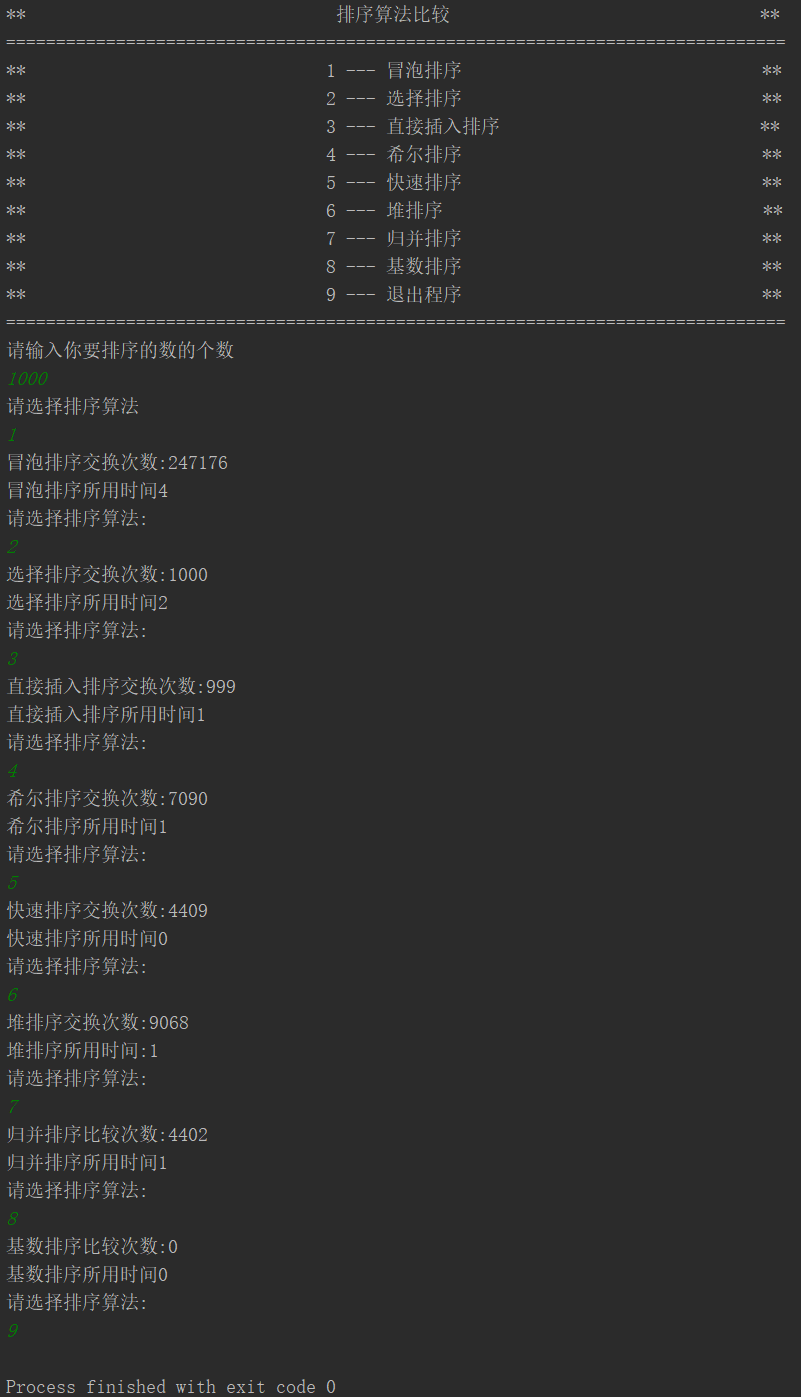 **                              排序算法比较                               **
==============================================================================
**                              1 --- 冒泡排序                              **
**                              2 --- 选择排序                              **
**                              3 --- 直接插入排序                          **
**                              4 --- 希尔排序                              **
**                              5 --- 快速排序                              **
**                              6 --- 堆排序                                **
**                              7 --- 归并排序                              **
**                              8 --- 基数排序                              **
**                              9 --- 退出程序                              **
==============================================================================
请输入你要排序的数的个数
1000
请选择排序算法
1
冒泡排序交换次数:247176
冒泡排序所用时间4
请选择排序算法:
2
选择排序交换次数:1000
选择排序所用时间2
请选择排序算法:
3
直接插入排序交换次数:999
直接插入排序所用时间1
请选择排序算法:
4
希尔排序交换次数:7090
希尔排序所用时间1
请选择排序算法:
5
快速排序交换次数:4409
快速排序所用时间0
请选择排序算法:
6
堆排序交换次数:9068
堆排序所用时间:1
请选择排序算法:
7
归并排序比较次数:4402
归并排序所用时间1
请选择排序算法:
8
基数排序比较次数:0
基数排序所用时间0
请选择排序算法:
9
Process finished with exit code 0